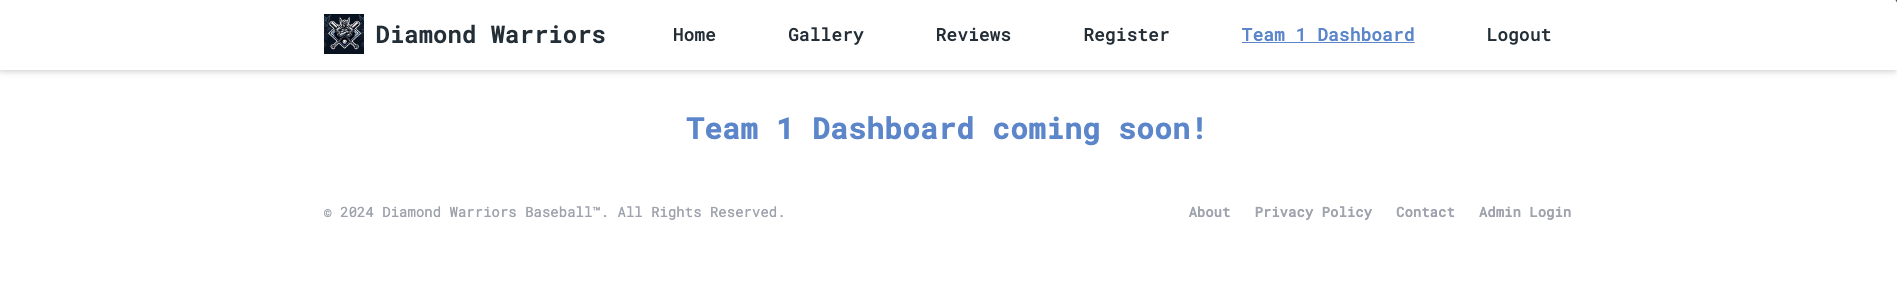 Diamond Warriors Home Gallery Reviews Register Team 1 Dashboard Logout
Team 1 Dashboard coming soon!
© 2024 Diamond Warriors Baseball™. All Rights Reserved. About Privacy Policy Contact Admin Login